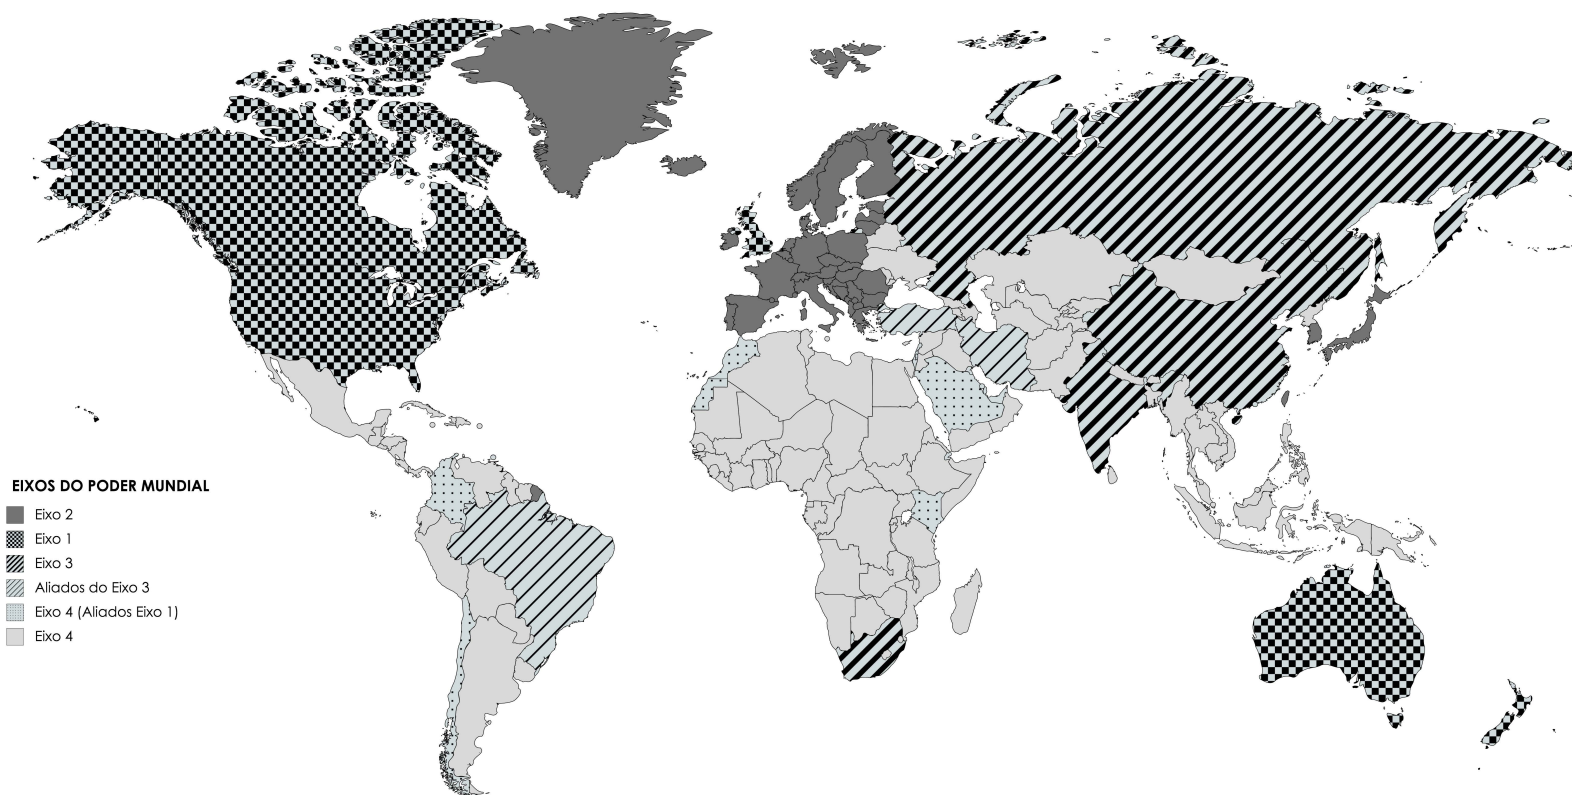 EIXOS DO PODER MUNDIAL
Eixo 2
Eixo 1
Eixo 3
Aliados do Eixo 3
Eixo 4 (Aliados Eixo 1)
Eixo 4